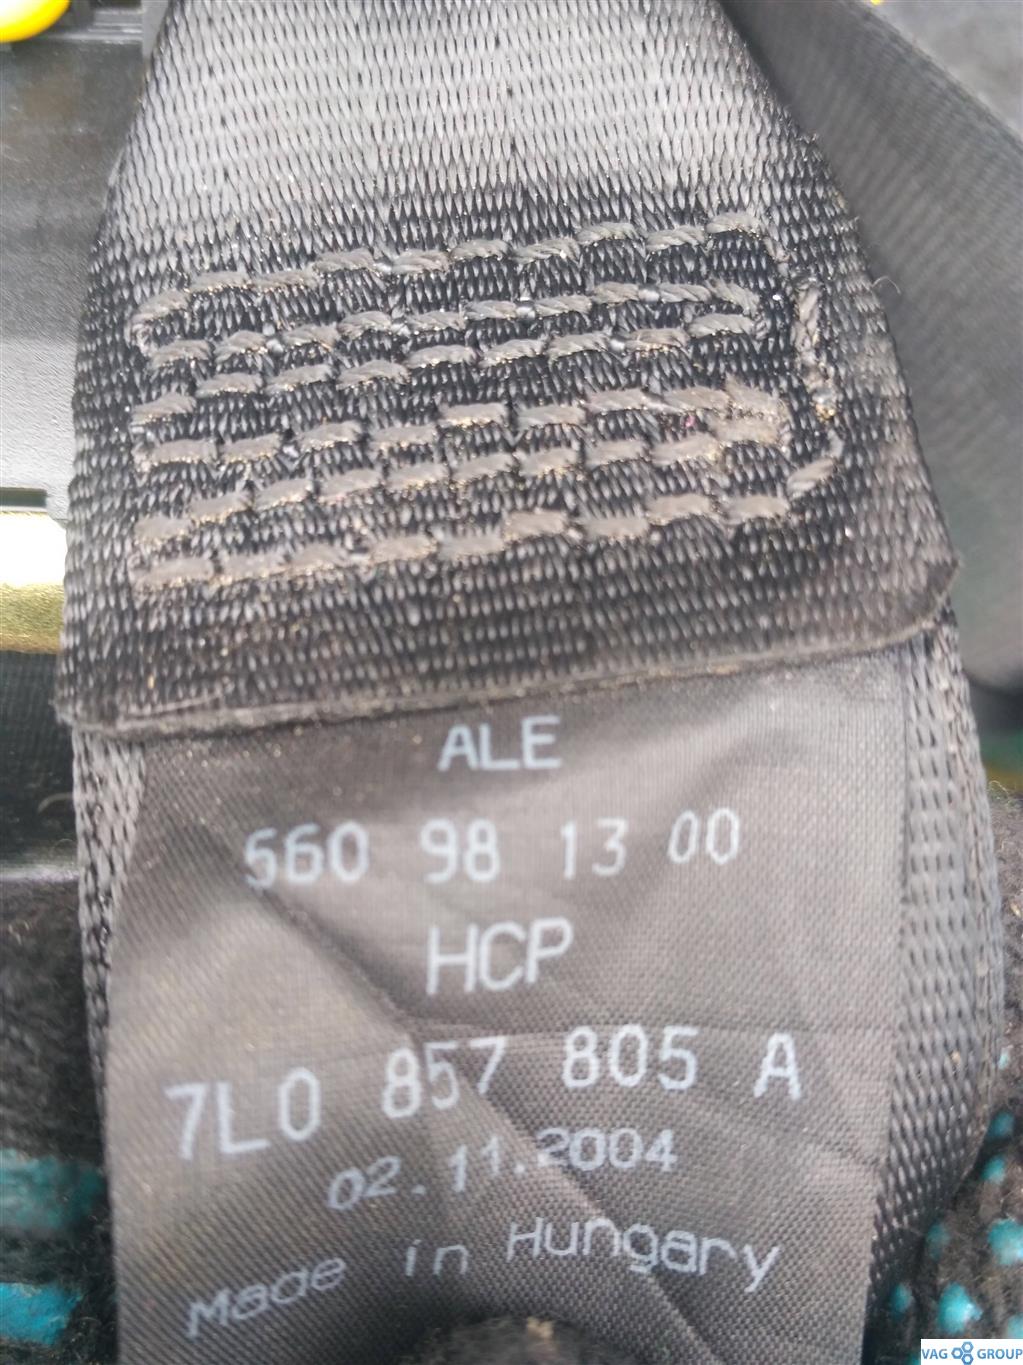 ALE
560 98 13 00
HCP
7L0 857 805 A
02.11.2004
Made in Hungary
VAG GROUP